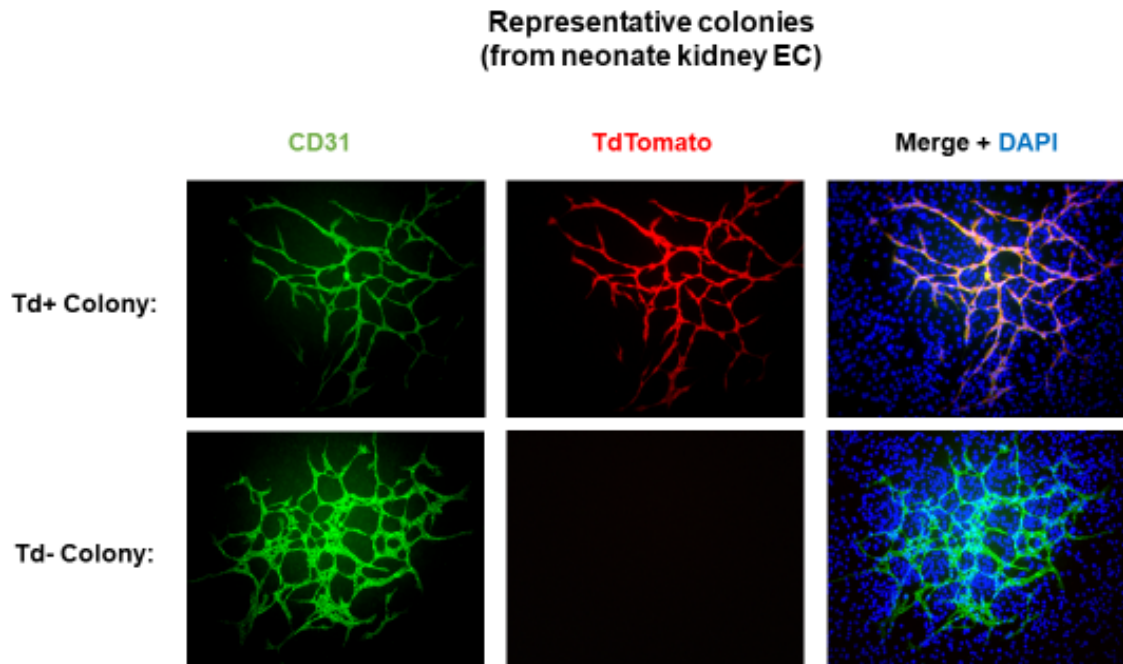 Representative colonies
(from neonate kidney EC)
CD31
TdTomato
Merge + DAPI
Td+ Colony:
Td- Colony: